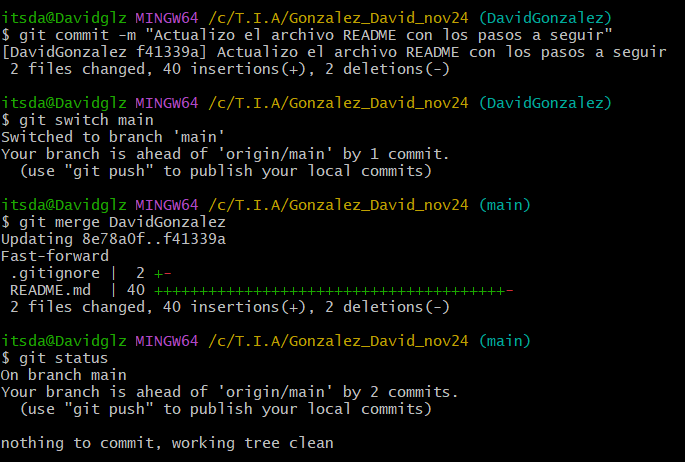 itsda@Davidglz MINGW64 /c/T.I.A/Gonzalez_David_nov24 (DavidGonzalez)
$ git commit -m "Actualizo el archivo README con los pasos a seguir"
[DavidGonzalez f41339a] Actualizo el archivo README con los pasos a seguir
 2 files changed, 40 insertions(+), 2 deletions(-)

itsda@Davidglz MINGW64 /c/T.I.A/Gonzalez_David_nov24 (DavidGonzalez)
$ git switch main
Switched to branch 'main'
Your branch is ahead of 'origin/main' by 1 commit.
  (use "git push" to publish your local commits)

itsda@Davidglz MINGW64 /c/T.I.A/Gonzalez_David_nov24 (main)
$ git merge DavidGonzalez
Updating 8e78a0f..f41339a
Fast-forward
 .gitignore |  2 +-
 README.md  | 40 +++++++++++++++++++++++++++++++++++++++-
 2 files changed, 40 insertions(+), 2 deletions(-)

itsda@Davidglz MINGW64 /c/T.I.A/Gonzalez_David_nov24 (main)
$ git status
On branch main
Your branch is ahead of 'origin/main' by 2 commits.
  (use "git push" to publish your local commits)

nothing to commit, working tree clean